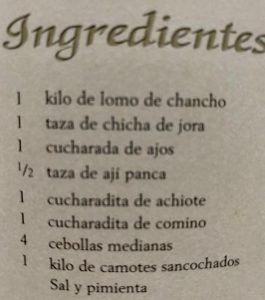 Ingredientes
1 kilo de lomo de chancho
1 taza de chicha de jora
1 cucharada de ajos
1/2 taza de ají panca
1 cucharadita de achiote
1 cucharadita de comino
4 cebollas medianas
1 kilo de camotes sancochados
Sal y pimienta